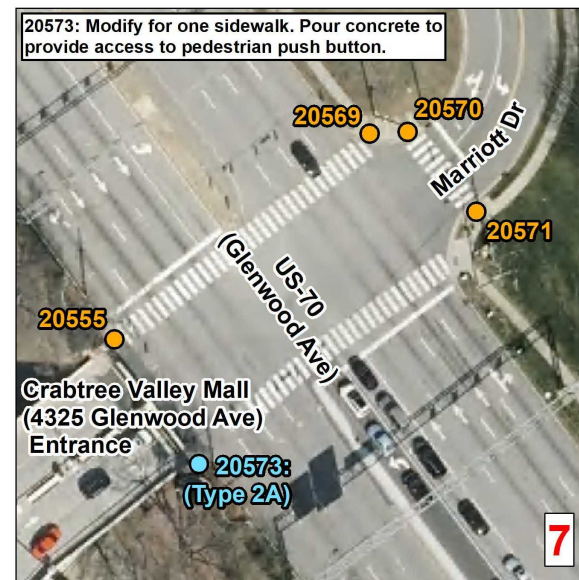 20573: Modify for one sidewalk. Pour concrete to
provide access to pedestrian push button.
20569
20570
Marriott Dr
20571
US-70
(Glenwood Ave)
20555
Crabtree Valley Mall
(4325 Glenwood Ave)
Entrance
20573:
(Type 2A)
7